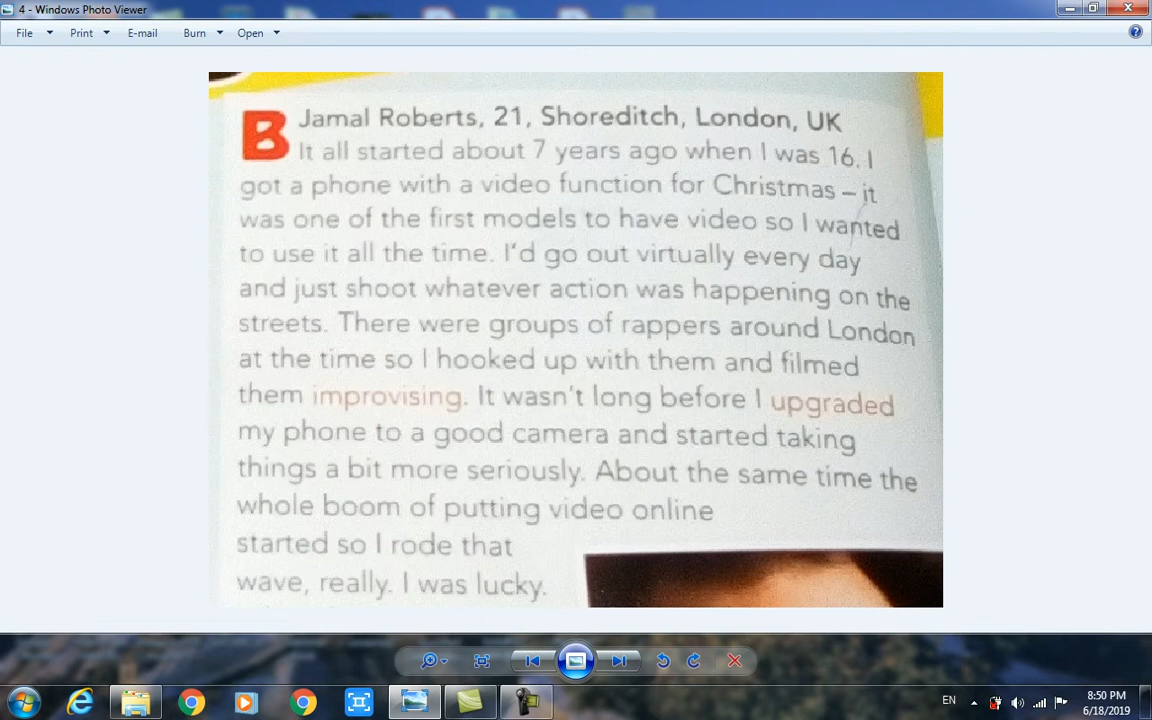 4 - Windows Photo Viewer
File Print E-mail Burn Open
B Jamal Roberts, 21, Shoreditch, London, UK
It all started about 7 years ago when I was 16. I
got a phone with a video function for Christmas – it
was one of the first models to have video so I wanted
to use it all the time. I'd go out virtually every day
and just shoot whatever action was happening on the
streets. There were groups of rappers around London
at the time so I hooked up with them and filmed
them improvising. It wasn't long before I upgraded
my phone to a good camera and started taking
things a bit more seriously. About the same time the
whole boom of putting video online
started so I rode that
wave, really. I was lucky.
EN
8:50 PM
6/18/2019